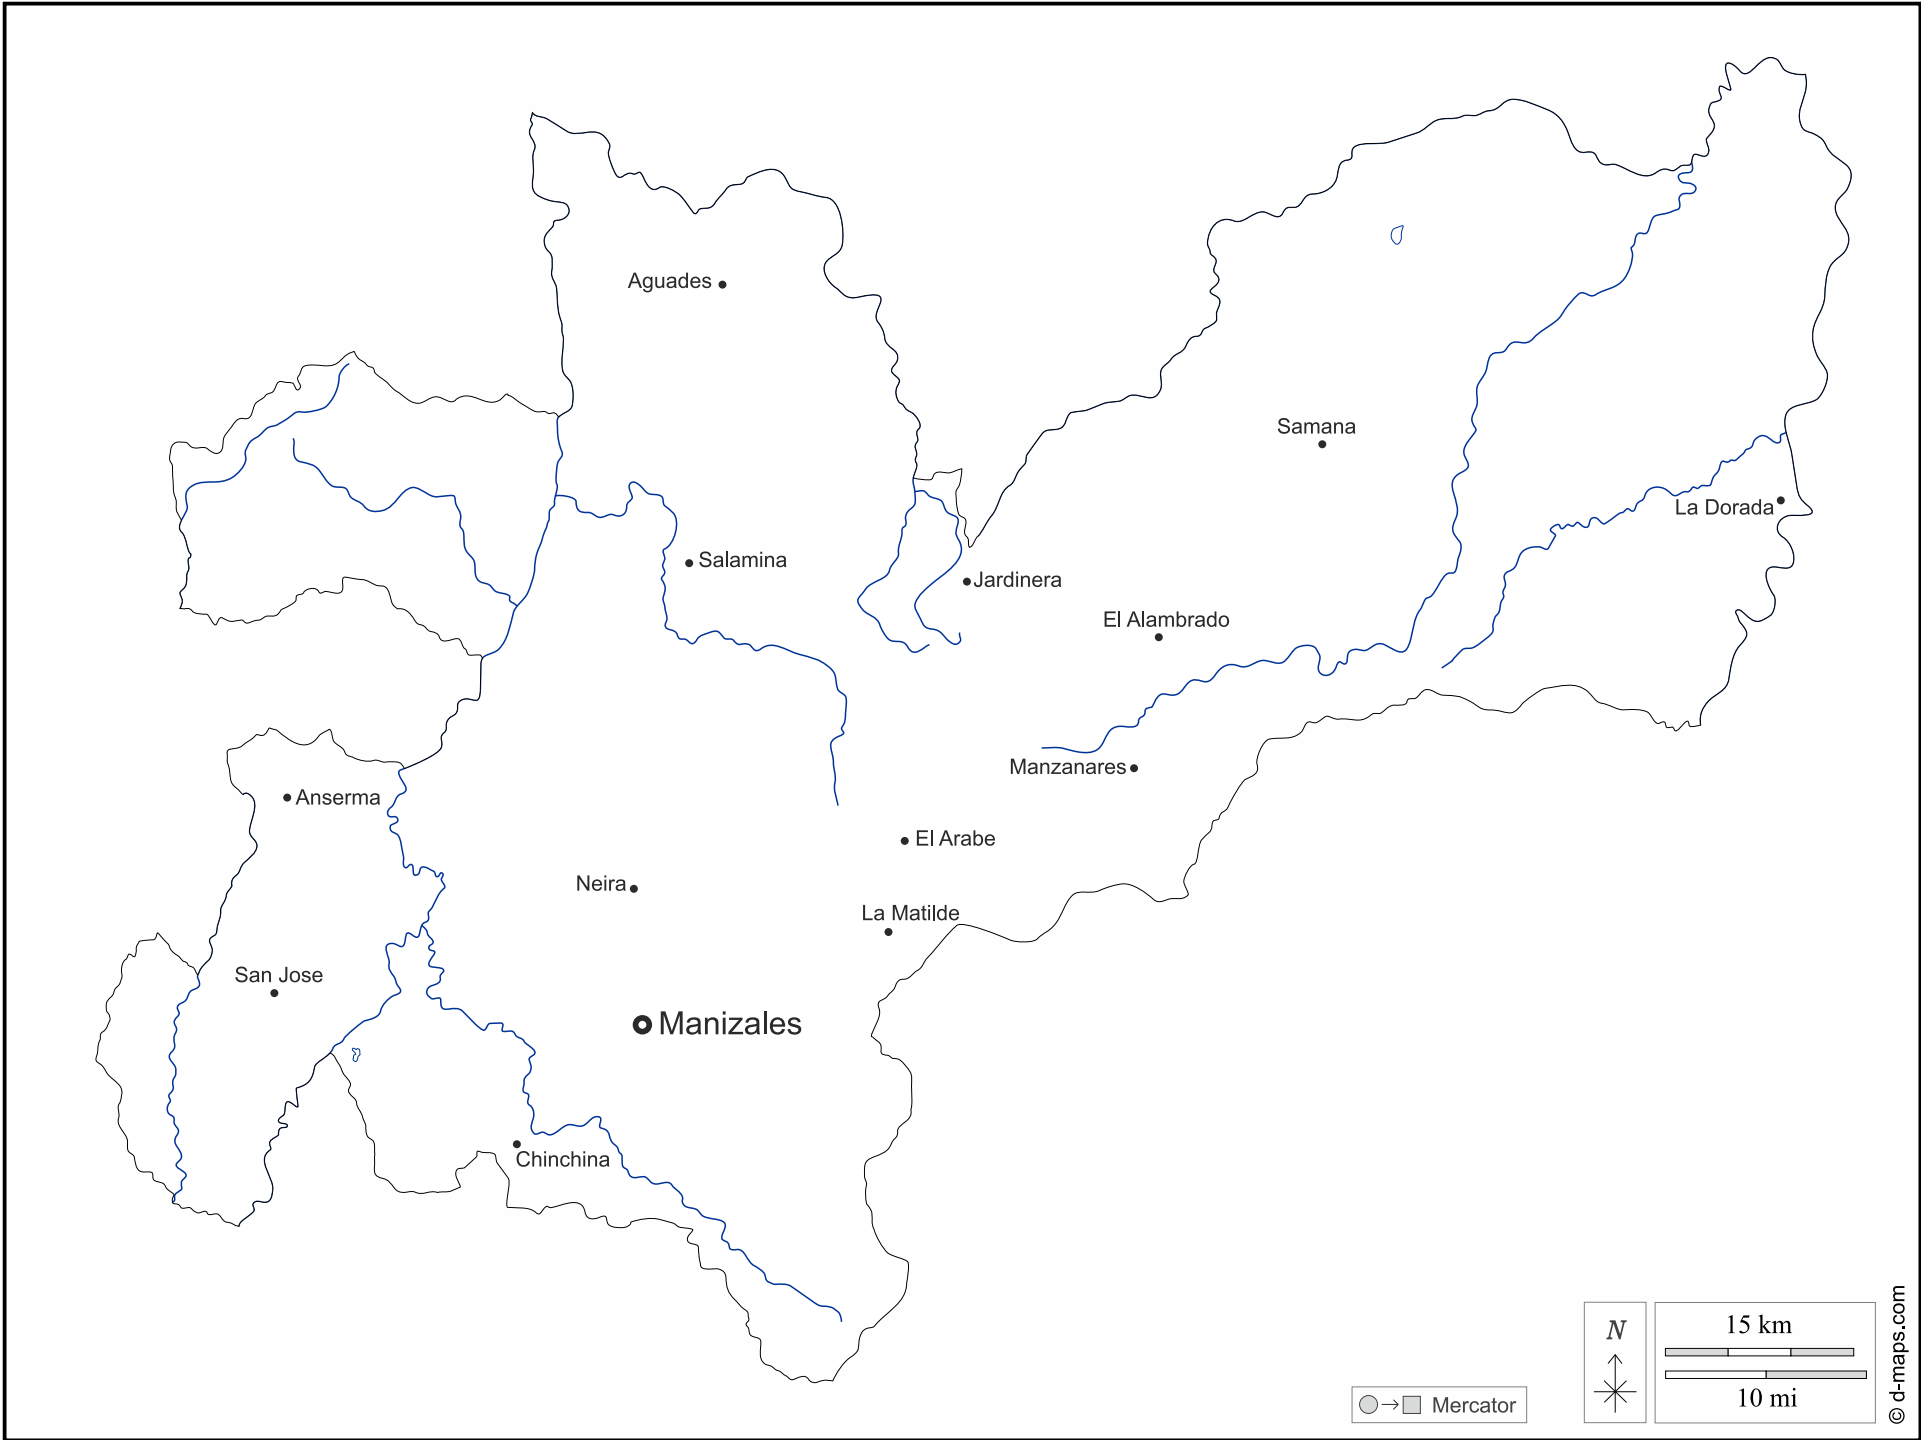 Aguades
Samana
La Dorada
Salamina
Jardinera
El Alambrado
Manzanares
Anserma
El Arabe
Neira
La Matilde
San Jose
Manizales
Chinchina
N
15 km
10 mi
Mercator
© d-maps.com